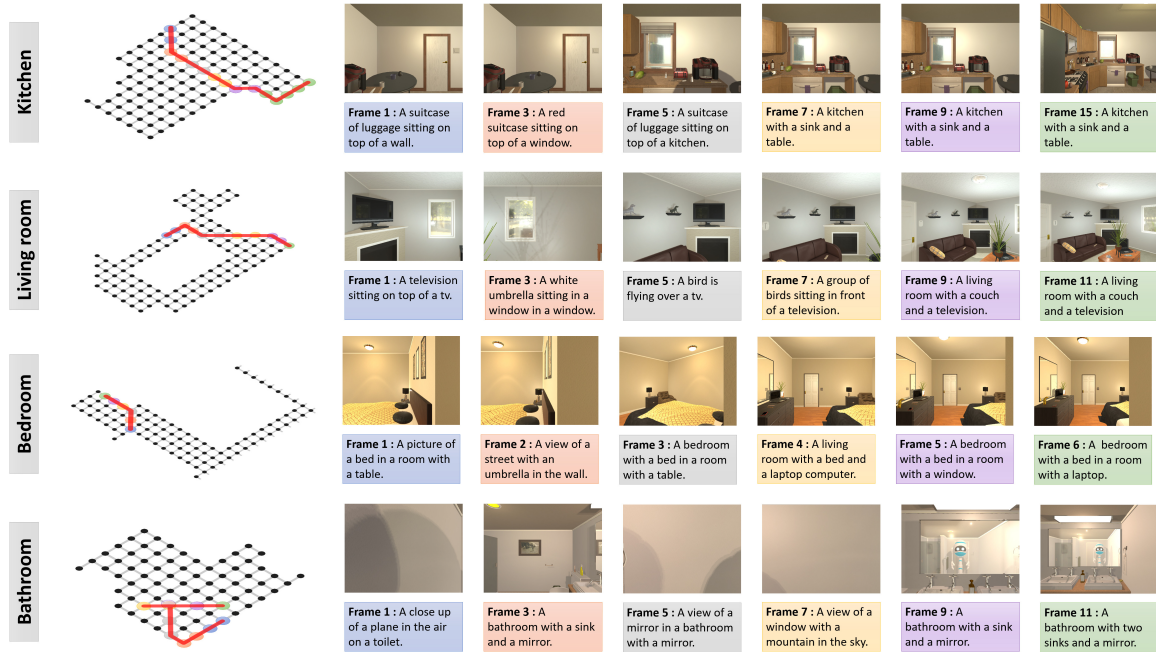 Kitchen
Frame 1 : A suitcase
of luggage sitting on
top of a wall.
Frame 3 : A red
suitcase sitting on
top of a window.
Frame 5 : A suitcase
of luggage sitting on
top of a kitchen.
Frame 7 : A kitchen
with a sink and a
table.
Frame 9 : A kitchen
with a sink and a
table.
Frame 15 : A kitchen
with a sink and a
table.
Living room
Frame 1 : A television
sitting on top of a tv.
Frame 3 : A white
umbrella sitting in a
window in a window.
Frame 5 : A bird is
flying over a tv.
Frame 7 : A group of
birds sitting in front
of a television.
Frame 9 : A living
room with a couch
and a television.
Frame 11 : A living
room with a couch
and a television
Bedroom
Frame 1 : A picture of
a bed in a room with
a table.
Frame 2 : A view of a
street with an
umbrella in the wall.
Frame 3 : A bedroom
with a bed in a room
with a table.
Frame 4 : A living
room with a bed and
a laptop computer.
Frame 5 : A bedroom
with a bed in a room
with a window.
Frame 6 : A bedroom
with a bed in a room
with a laptop.
Bathroom
Frame 1 : A close up
of a plane in the air
on a toilet.
Frame 3 : A
bathroom with a sink
and a mirror.
Frame 5 : A view of a
mirror in a bathroom
with a mirror.
Frame 7 : A view of a
window with a
mountain in the sky.
Frame 9 : A
bathroom with a sink
and a mirror.
Frame 11 : A
bathroom with two
sinks and a mirror.